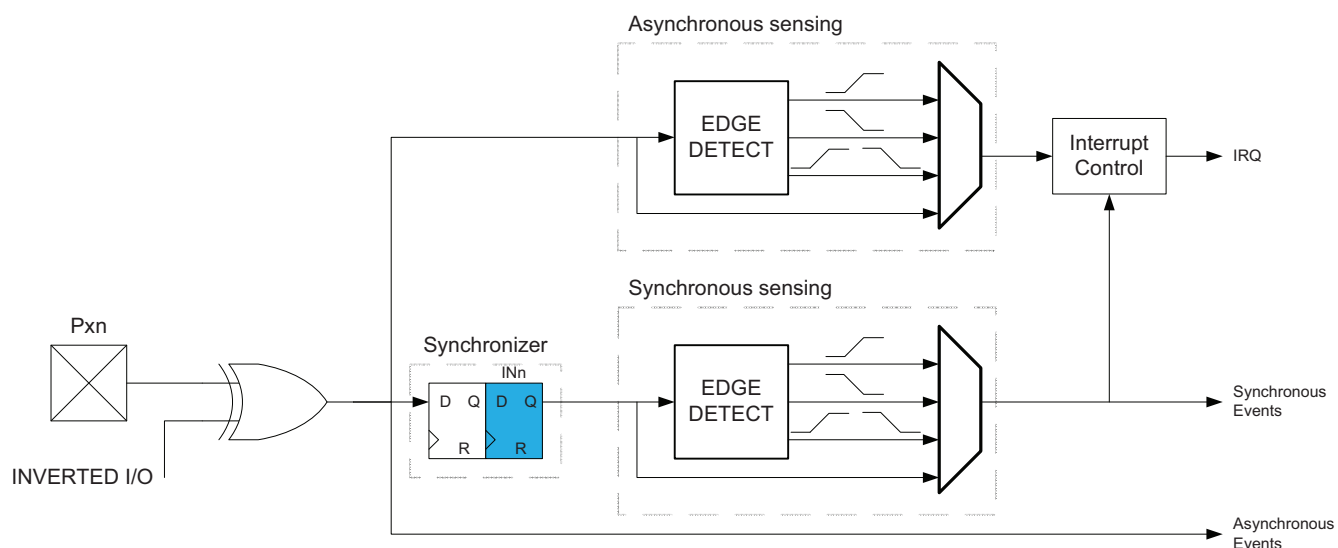 Asynchronous sensing
EDGE
DETECT
Interrupt
Control
IRQ
Synchronous sensing
Pxn
Synchronizer
INn
D Q D Q
R R
EDGE
DETECT
Synchronous
Events
INVERTED I/O
Asynchronous
Events